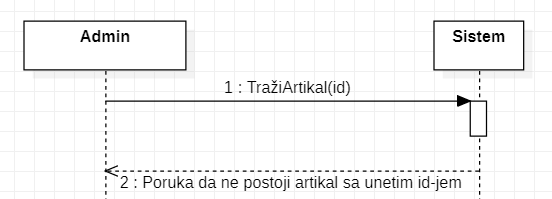 Admin
Sistem
1 : TražiArtikal(id)
2 : Poruka da ne postoji artikal sa unetim id-jem